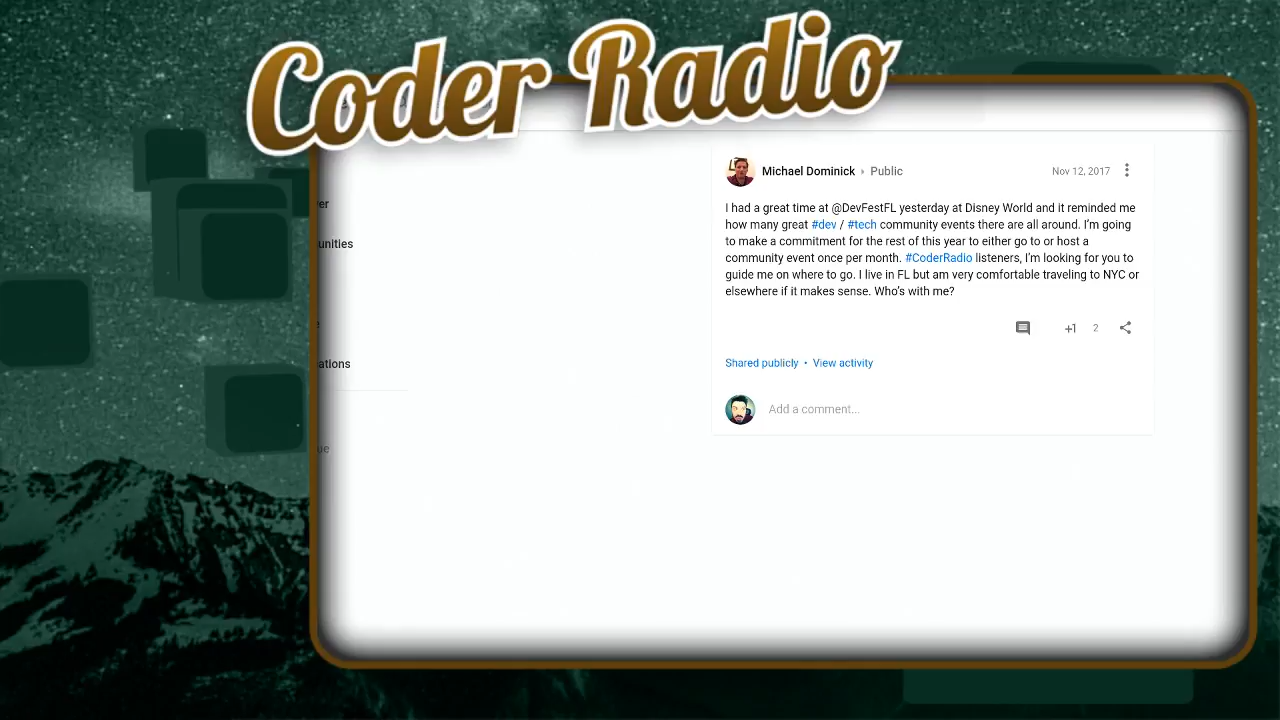 Coder Radio
Michael Dominick
Public
Nov 12, 2017
I had a great time at @DevFestFL yesterday at Disney World and it reminded me
how many great #dev / #tech community events there are all around. I'm going
to make a commitment for the rest of this year to either go to or host a
community event once per month. #CoderRadio listeners, I'm looking for you to
guide me on where to go. I live in FL but am very comfortable traveling to NYC or
elsewhere if it makes sense. Who's with me?
+1 2
Shared publicly • View activity
Add a comment...